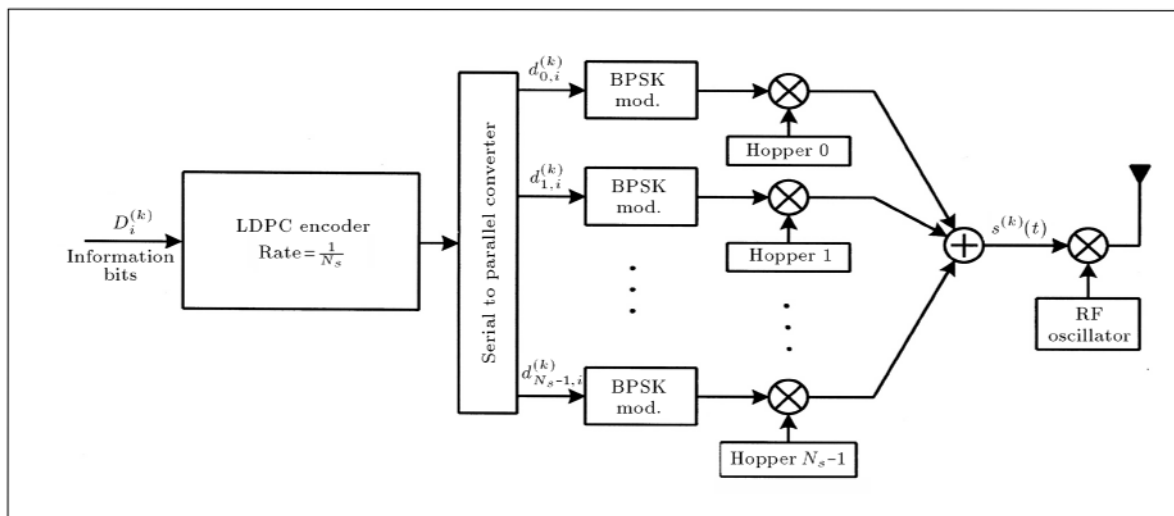 $D_i^{(k)}$
Information
bits
LDPC encoder
Rate=$\frac{1}{N_s}$
Serial to parallel converter
$d_{0,i}^{(k)}$
BPSK
mod.
Hopper 0
$d_{1,i}^{(k)}$
BPSK
mod.
Hopper 1
$d_{N_s-1,i}^{(k)}$
BPSK
mod.
Hopper $N_s$-1
$s^{(k)}(t)$
RF
oscillator